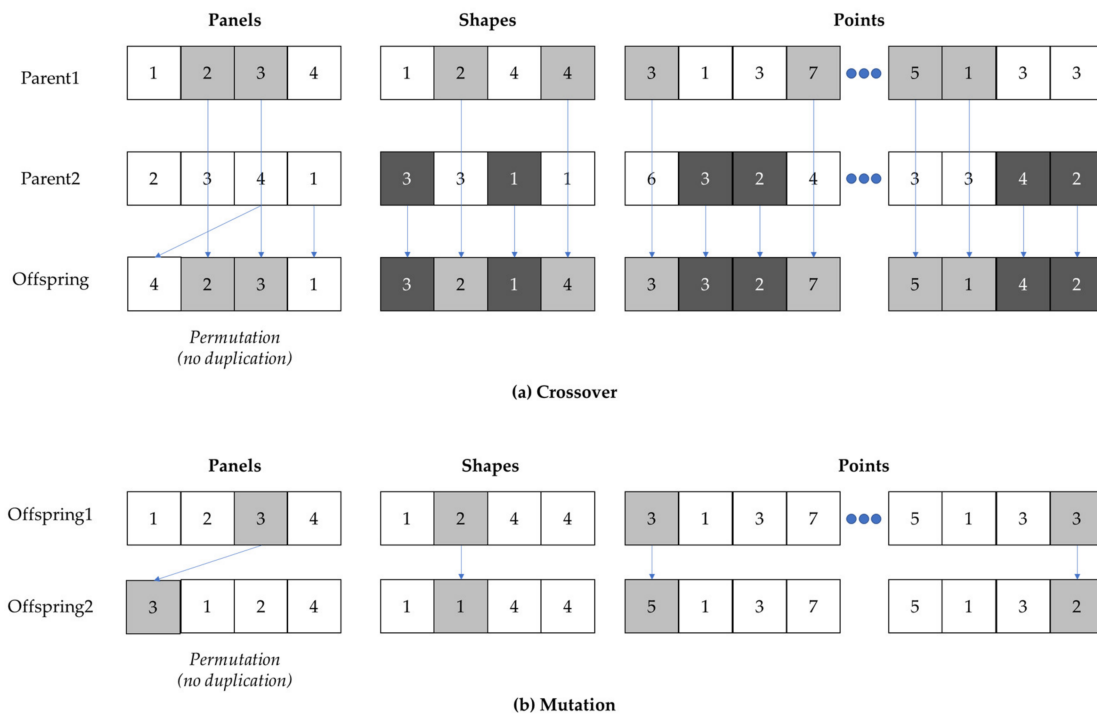 Panels Shapes Points
Parent1 1 2 3 4 1 2 4 4 3 1 3 7 5 1 3 3
Parent2 2 3 4 1 3 3 1 1 6 3 2 4 3 3 4 2
Offspring 4 2 3 1 3 2 1 4 3 3 2 7 5 1 4 2
Permutation
(no duplication)
(a) Crossover
Panels Shapes Points
Offspring1 1 2 3 4 1 2 4 4 3 1 3 7 5 1 3 3
Offspring2 3 1 2 4 1 1 4 4 5 1 3 7 5 1 3 2
Permutation
(no duplication)
(b) Mutation